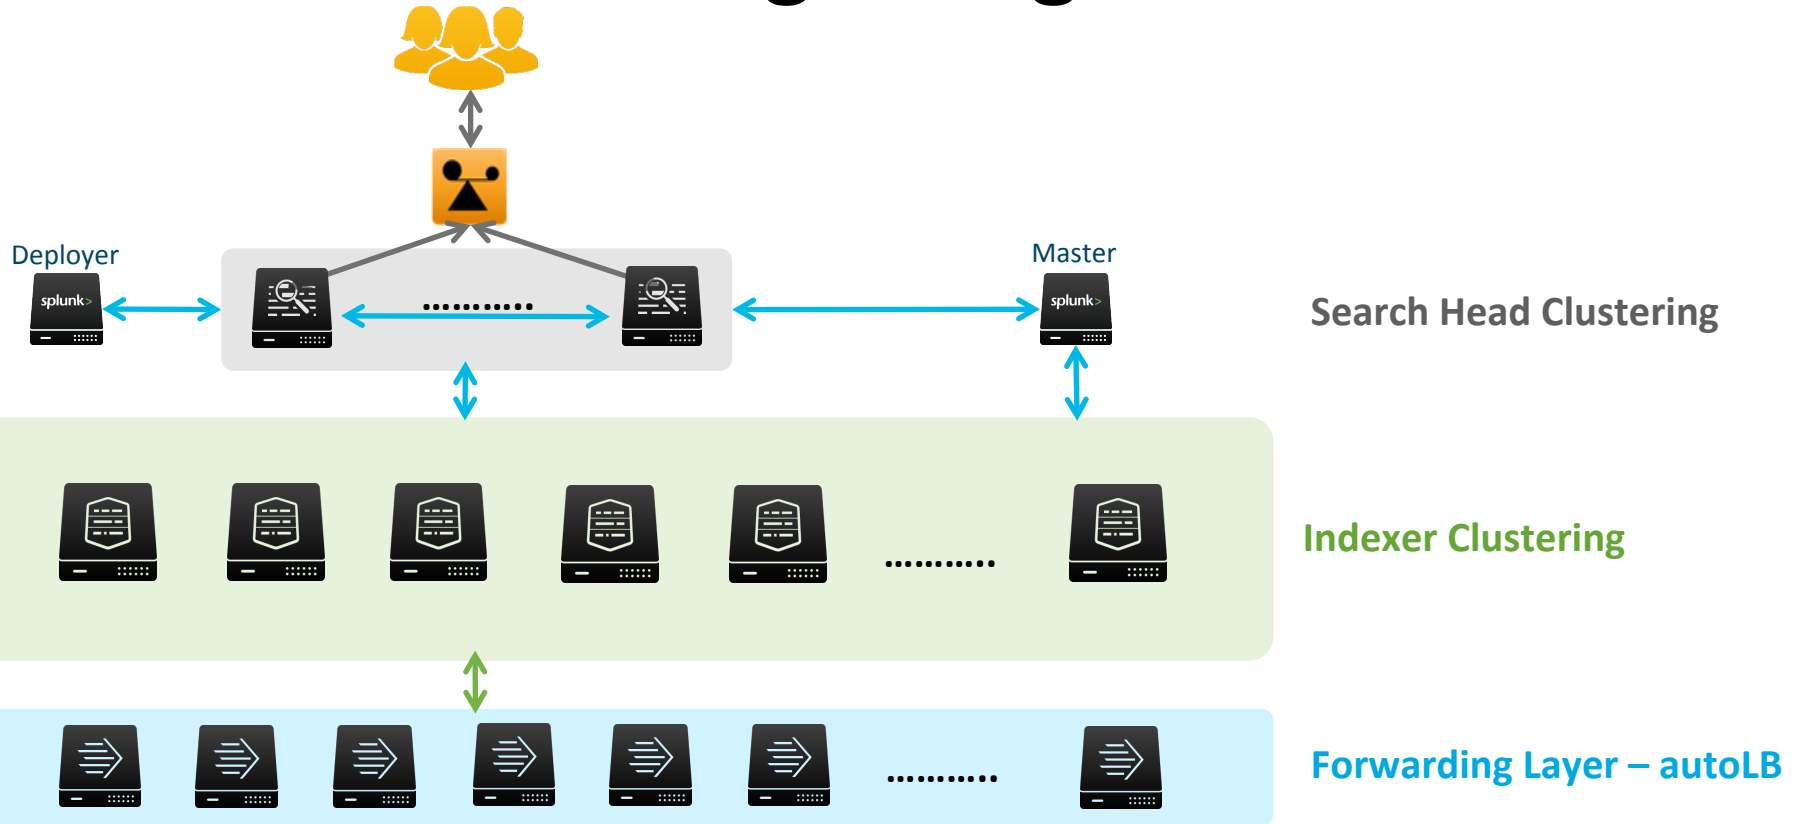 Deployer
Master
splunk>
splunk>
Search Head Clustering
Indexer Clustering
Forwarding Layer – autoLB